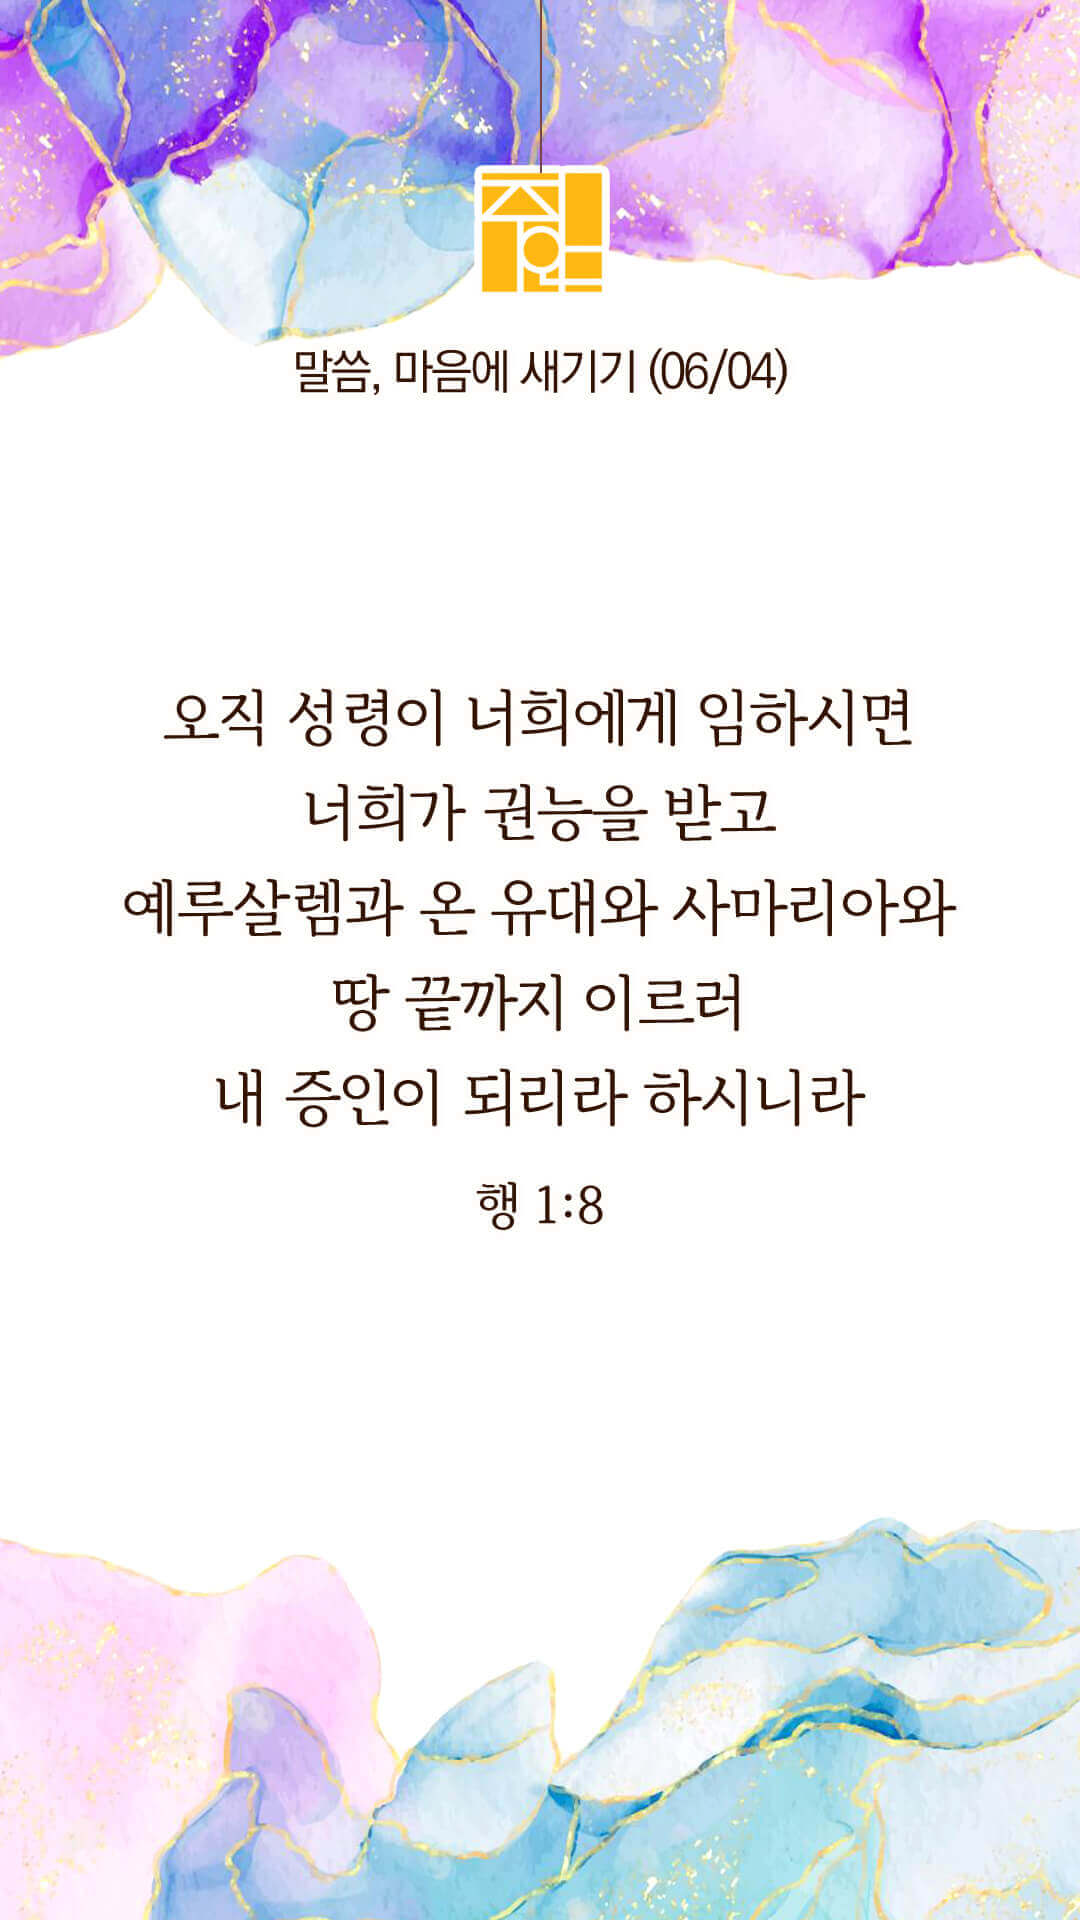 증인
말씀, 마음에 새기기 (06/04)
오직 성령이 너희에게 임하시면
너희가 권능을 받고
예루살렘과 온 유대와 사마리아와
땅 끝까지 이르러
내 증인이 되리라 하시니라
행 1:8